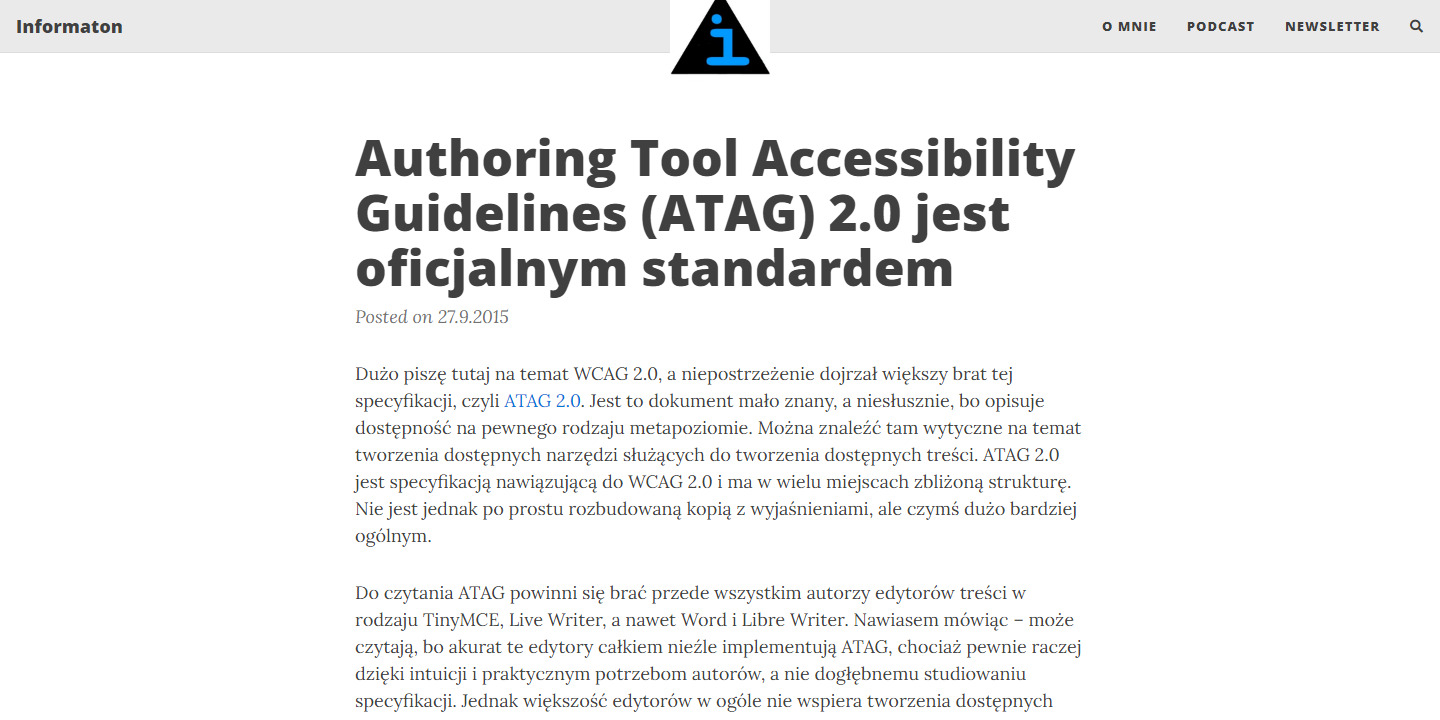 Informaton
i
O MNIE
PODCAST
NEWSLETTER
Authoring Tool Accessibility
Guidelines (ATAG) 2.0 jest
oficjalnym standardem
Posted on 27.9.2015
Dużo piszę tutaj na temat WCAG 2.0, a niepostrzeżenie dojrzał większy brat tej
specyfikacji, czyli ATAG 2.0. Jest to dokument mało znany, a niesłusznie, bo opisuje
dostępność na pewnego rodzaju metapoziomie. Można znaleźć tam wytyczne na temat
tworzenia dostępnych narzędzi służących do tworzenia dostępnych treści. ATAG 2.0
jest specyfikacją nawiązującą do WCAG 2.0 i ma w wielu miejscach zbliżoną strukturę.
Nie jest jednak po prostu rozbudowaną kopią z wyjaśnieniami, ale czymś dużo bardziej
ogólnym.
Do czytania ATAG powinni się brać przede wszystkim autorzy edytorów treści w
rodzaju TinyMCE, Live Writer, a nawet Word i Libre Writer. Nawiasem mówiąc – może
czytają, bo akurat te edytory całkiem nieźle implementują ATAG, chociaż pewnie raczej
dzięki intuicji i praktycznym potrzebom autorów, a nie dogłębnemu studiowaniu
specyfikacji. Jednak większość edytorów w ogóle nie wspiera tworzenia dostępnych